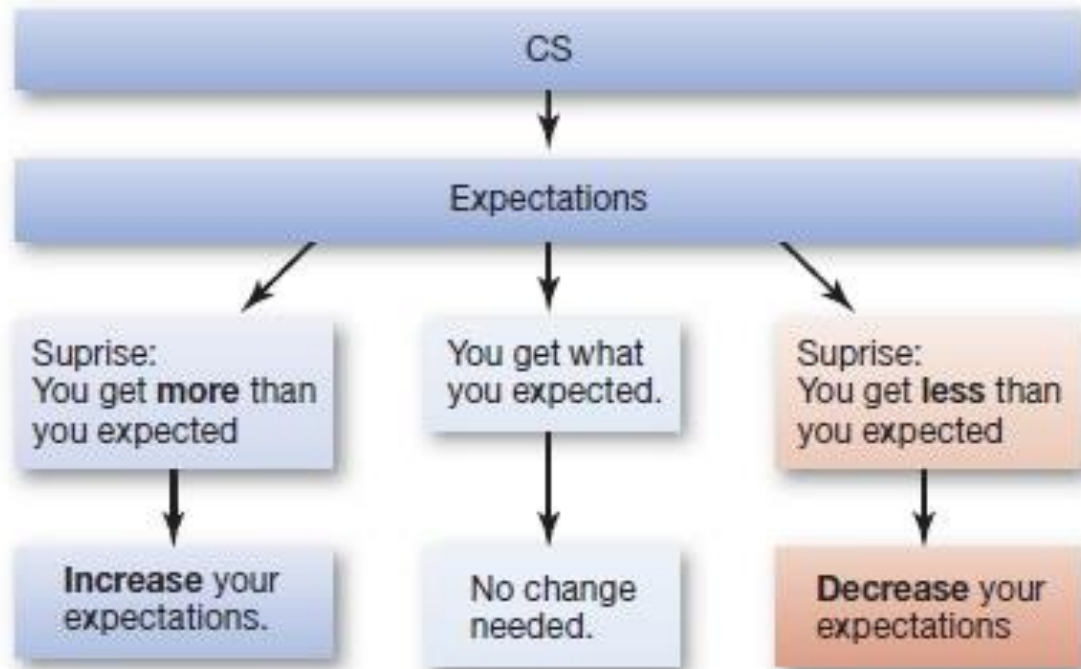 CS
Expectations
Suprise:
You get more than
you expected
You get what
you expected.
Suprise:
You get less than
you expected
Increase your
expectations.
No change
needed.
Decrease your
expectations